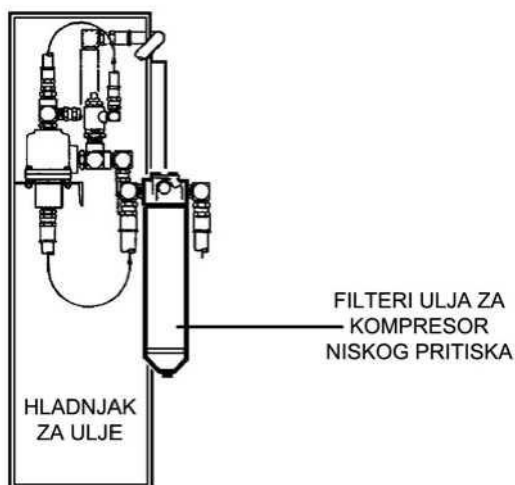 FILTERI ULJA ZA
KOMPRESOR
NISKOG PRITISKA
HLADNJAK
ZA ULJE